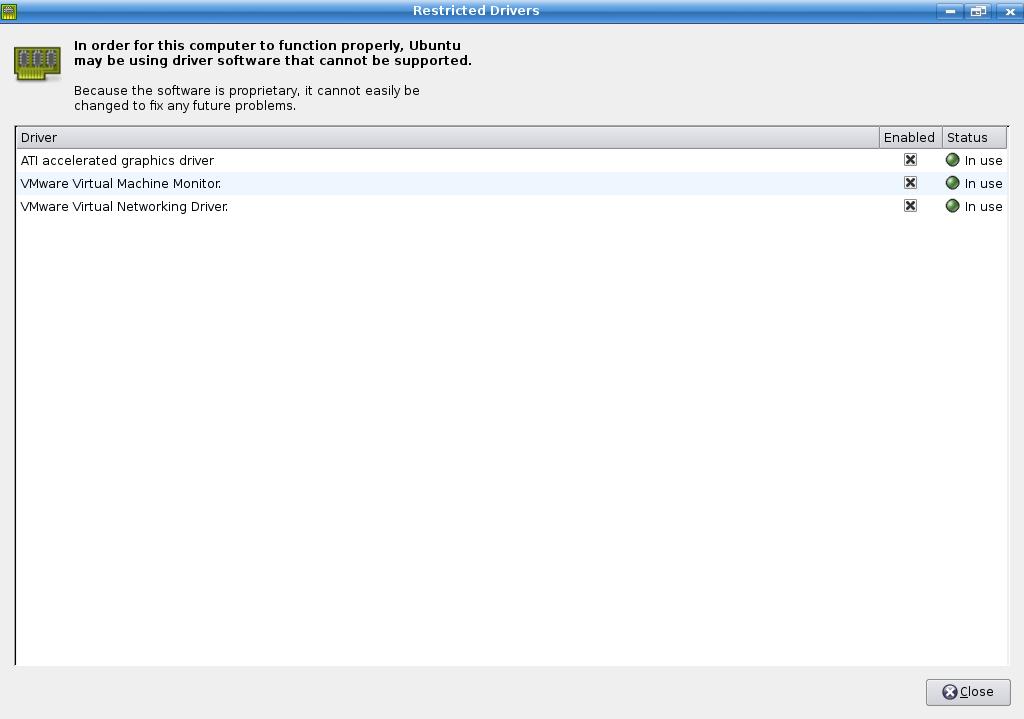 Restricted Drivers
In order for this computer to function properly, Ubuntu
may be using driver software that cannot be supported.
Because the software is proprietary, it cannot easily be
changed to fix any future problems.
Driver Enabled Status
ATI accelerated graphics driver In use
VMware Virtual Machine Monitor. In use
VMware Virtual Networking Driver. In use
Close